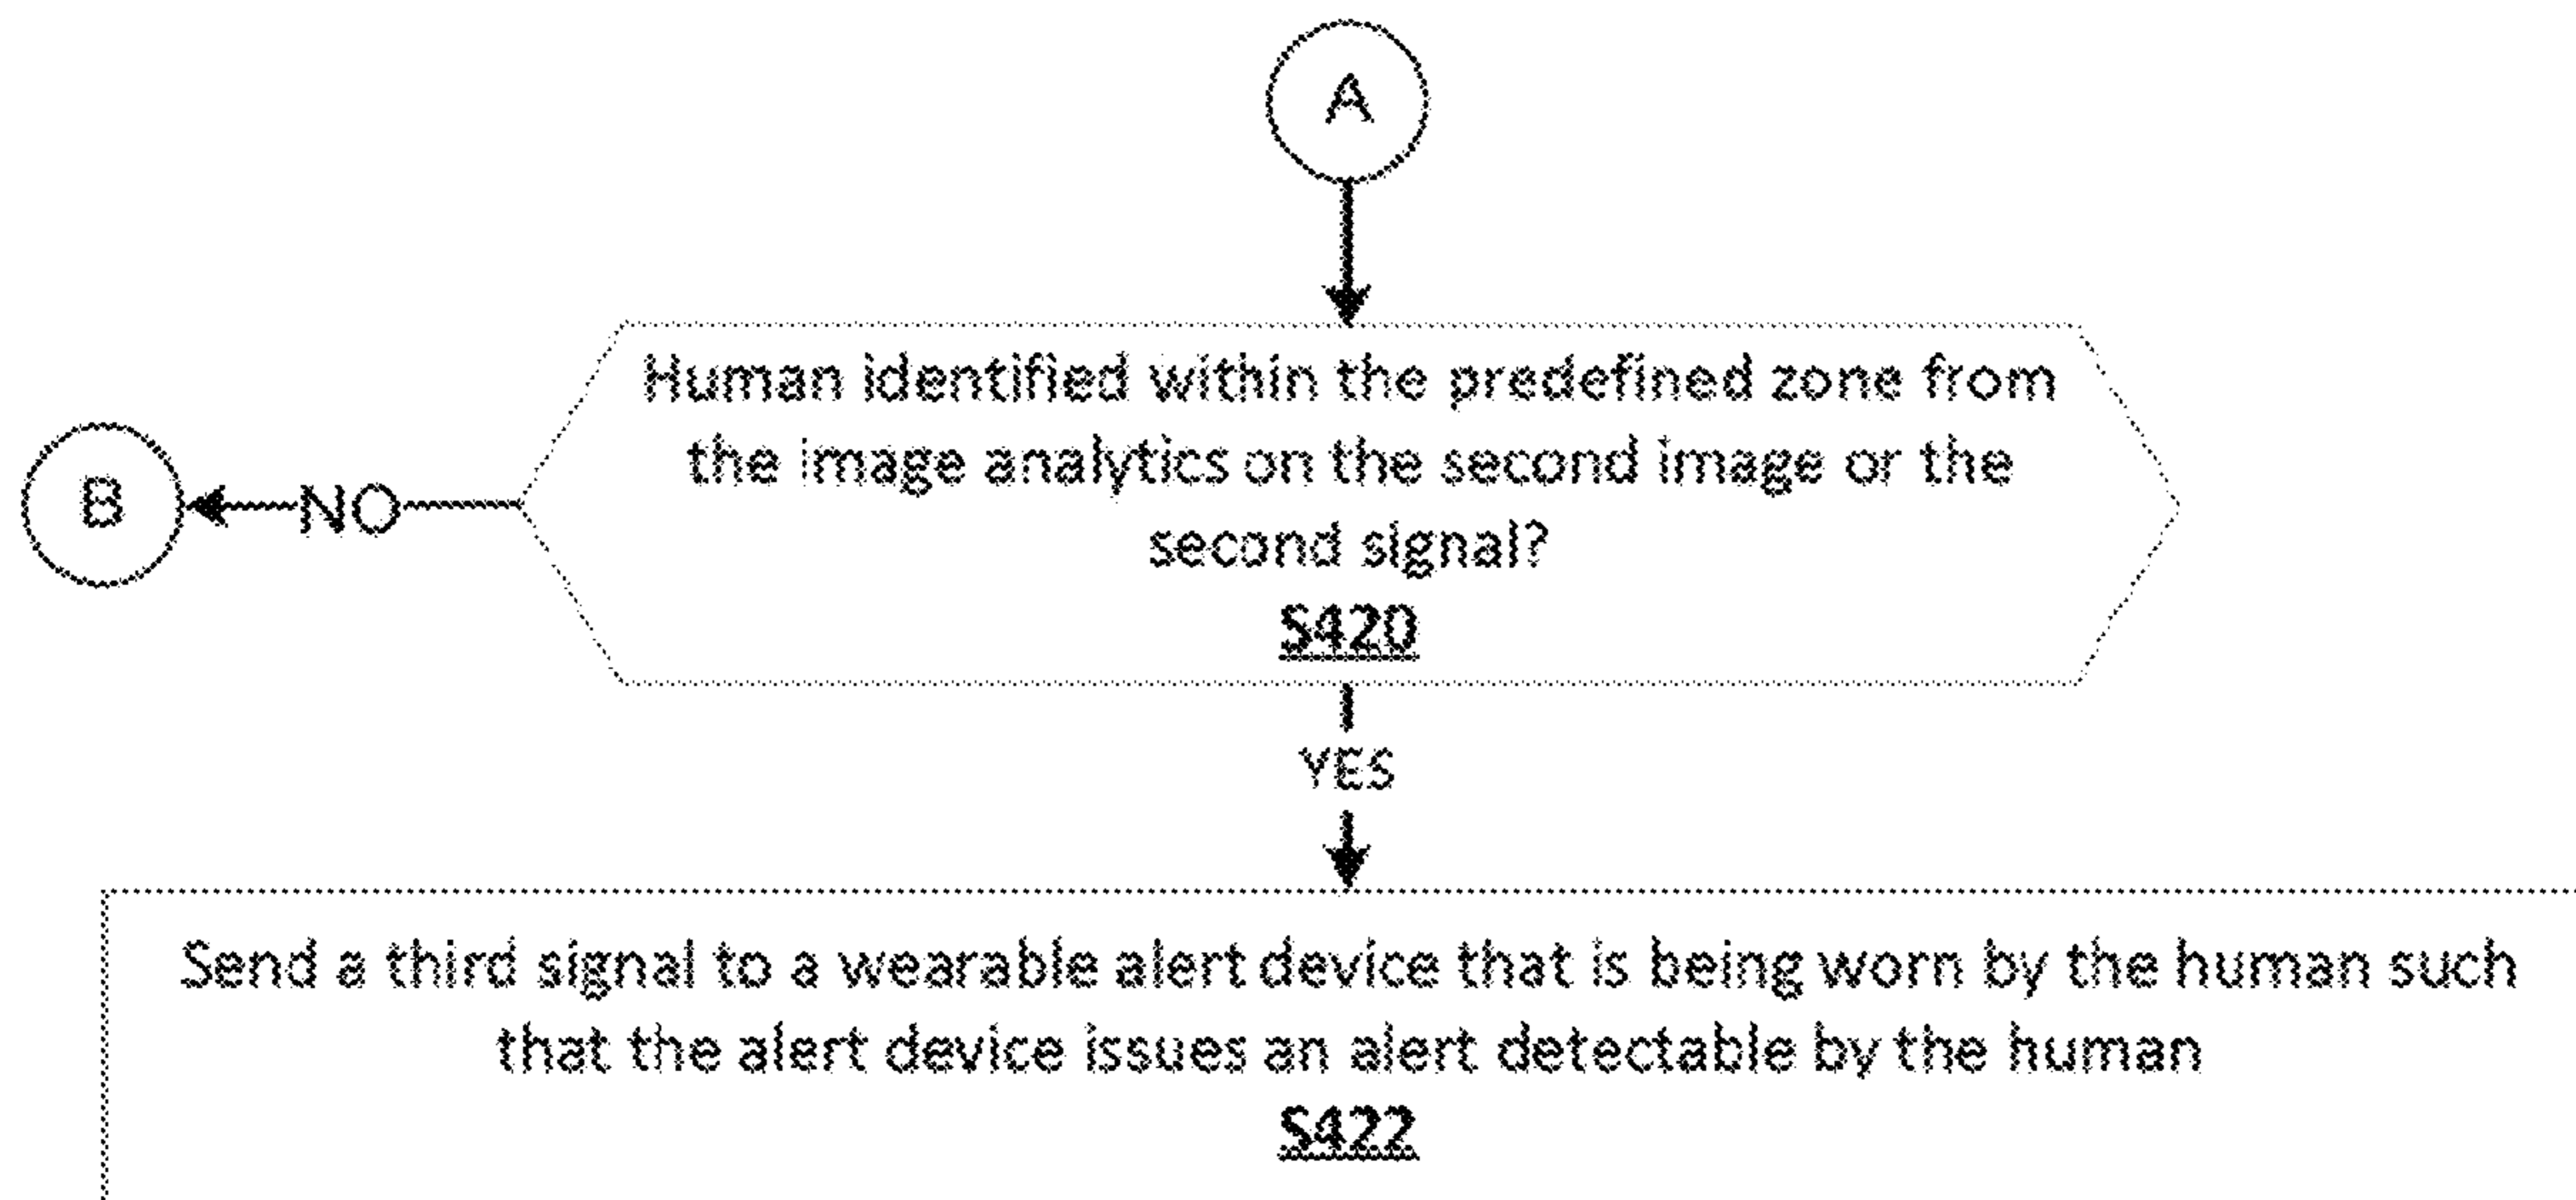 A
Human identified within the predefined zone from
the image analytics on the second image or the
second signal?
S420
B
NO
YES
Send a third signal to a wearable alert device that is being worn by the human such
that the alert device issues an alert detectable by the human
S422